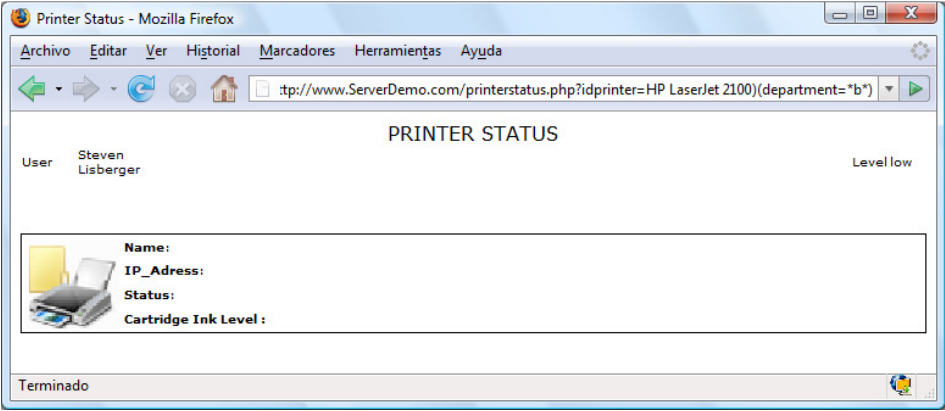 Printer Status - Mozilla Firefox
Archivo Editar Ver Historial Marcadores Herramientas Ayuda
:tp://www.ServerDemo.com/printerstatus.php?idprinter=HP LaserJet 2100)(department=*b*)
PRINTER STATUS
User Steven Lisberger Level low
Name:
IP_Adress:
Status:
Cartridge Ink Level :
Terminado